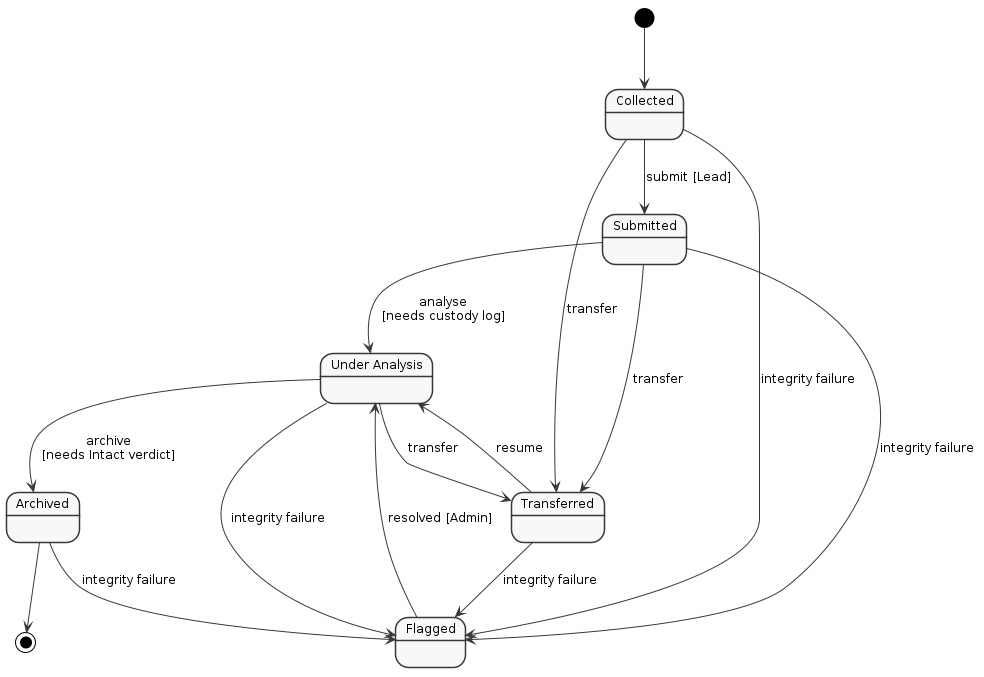 Collected
submit [Lead]
Submitted
analyse
[needs custody log]
transfer
Under Analysis
transfer
integrity failure
archive
[needs Intact verdict]
transfer
resume
integrity failure
Archived
Transferred
integrity failure
resolved [Admin]
integrity failure
integrity failure
Flagged